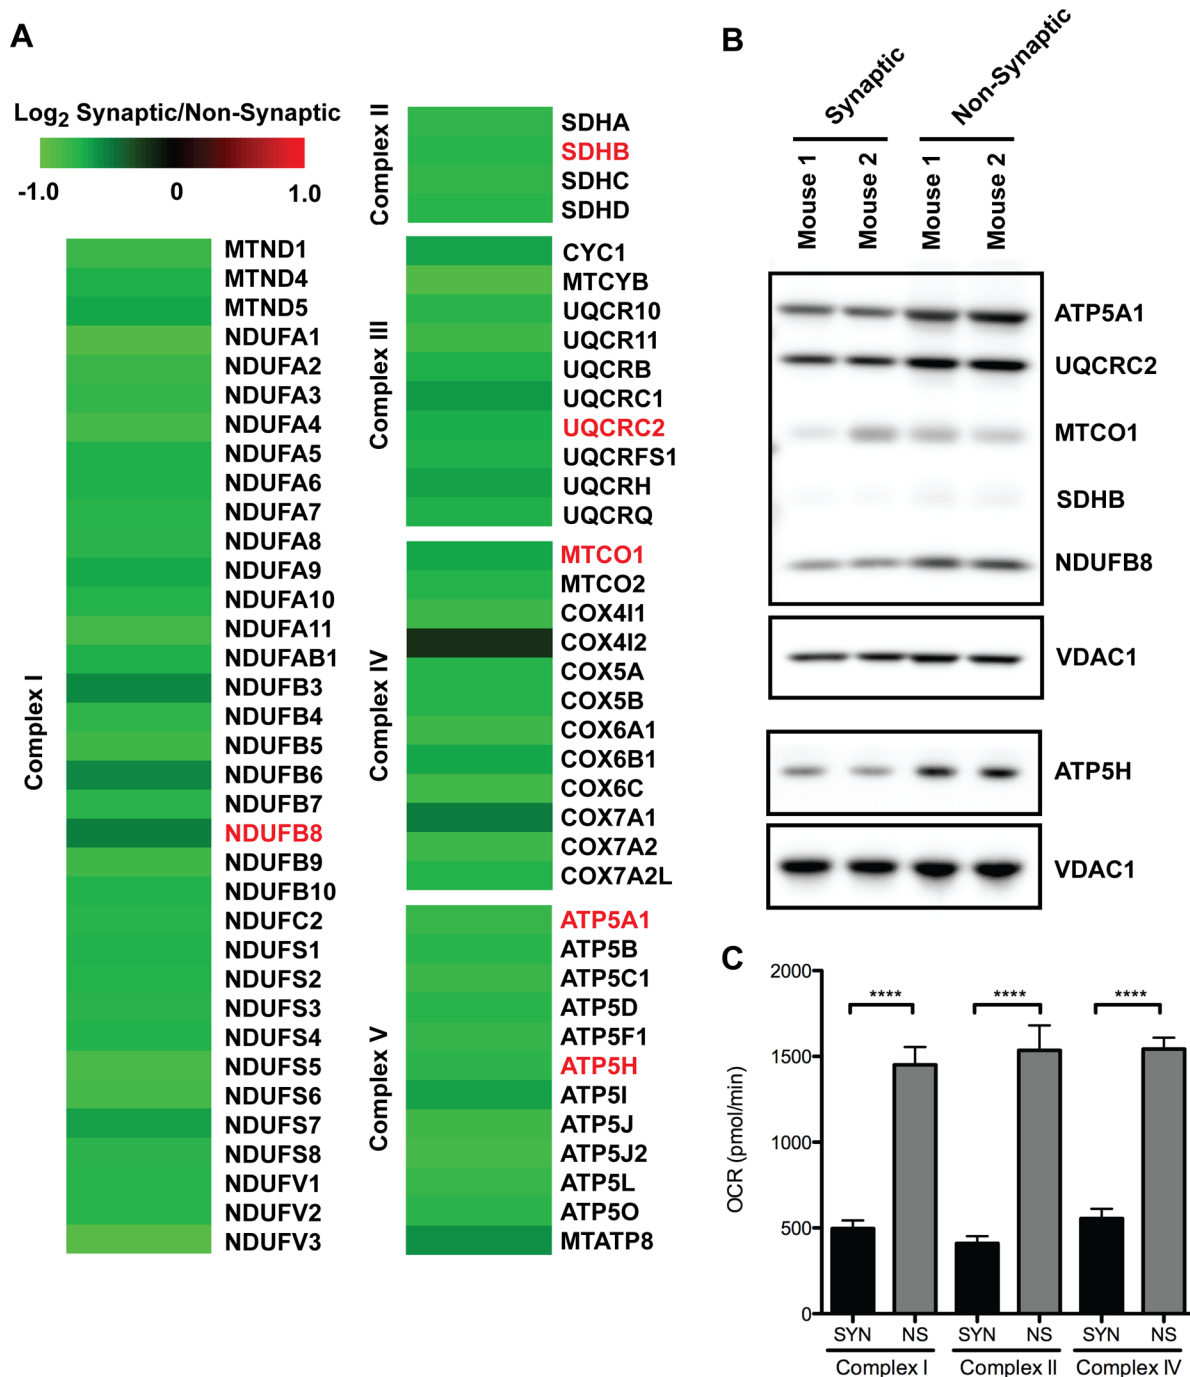 A
Log2 Synaptic/Non-Synaptic
-1.0 0 1.0
Complex I
MTND1
MTND4
MTND5
NDUFA1
NDUFA2
NDUFA3
NDUFA4
NDUFA5
NDUFA6
NDUFA7
NDUFA8
NDUFA9
NDUFA10
NDUFA11
NDUFAB1
NDUFB3
NDUFB4
NDUFB5
NDUFB6
NDUFB7
NDUFB8
NDUFB9
NDUFB10
NDUFC2
NDUFS1
NDUFS2
NDUFS3
NDUFS4
NDUFS5
NDUFS6
NDUFS7
NDUFS8
NDUFV1
NDUFV2
NDUFV3
Complex II
SDHA
SDHB
SDHC
SDHD
Complex III
CYC1
MTCYB
UQCR10
UQCR11
UQCRB
UQCRC1
UQCRC2
UQCRFS1
UQCRH
UQCRQ
Complex IV
MTCO1
MTCO2
COX4I1
COX4I2
COX5A
COX5B
COX6A1
COX6B1
COX6C
COX7A1
COX7A2
COX7A2L
Complex V
ATP5A1
ATP5B
ATP5C1
ATP5D
ATP5F1
ATP5H
ATP5I
ATP5J
ATP5J2
ATP5L
ATP5O
MTATP8
B
Synaptic
Non-Synaptic
Mouse 1
Mouse 2
Mouse 1
Mouse 2
ATP5A1
UQCRC2
MTCO1
SDHB
NDUFB8
VDAC1
ATP5H
VDAC1
C
OCR (pmol/min)
2000
1500
1000
500
0
**** **** ****
SYN NS SYN NS SYN NS
Complex I Complex II Complex IV